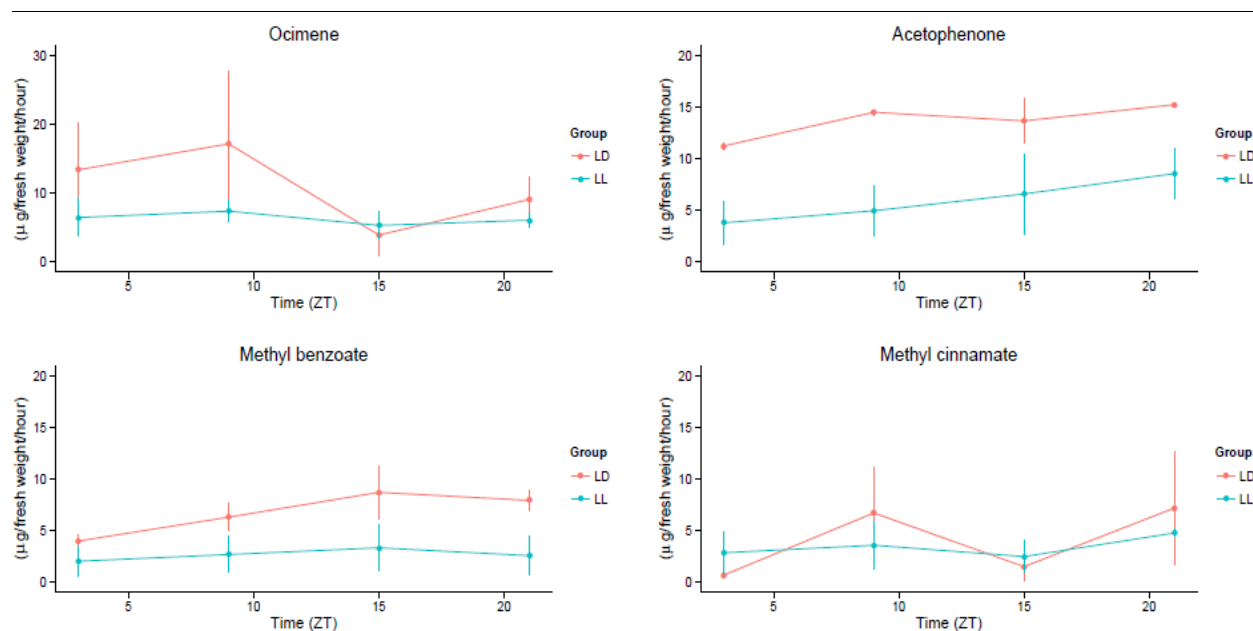 Ocimene
(μ g/fresh weight/hour)
30
20
10
0
5
10
15
20
Time (ZT)
Group
LD
LL
Acetophenone
(μ g/fresh weight/hour)
20
15
10
5
0
5
10
15
20
Time (ZT)
Group
LD
LL
Methyl benzoate
(μ g/fresh weight/hour)
20
15
10
5
0
5
10
15
20
Time (ZT)
Group
LD
LL
Methyl cinnamate
(μ g/fresh weight/hour)
20
15
10
5
0
5
10
15
20
Time (ZT)
Group
LD
LL